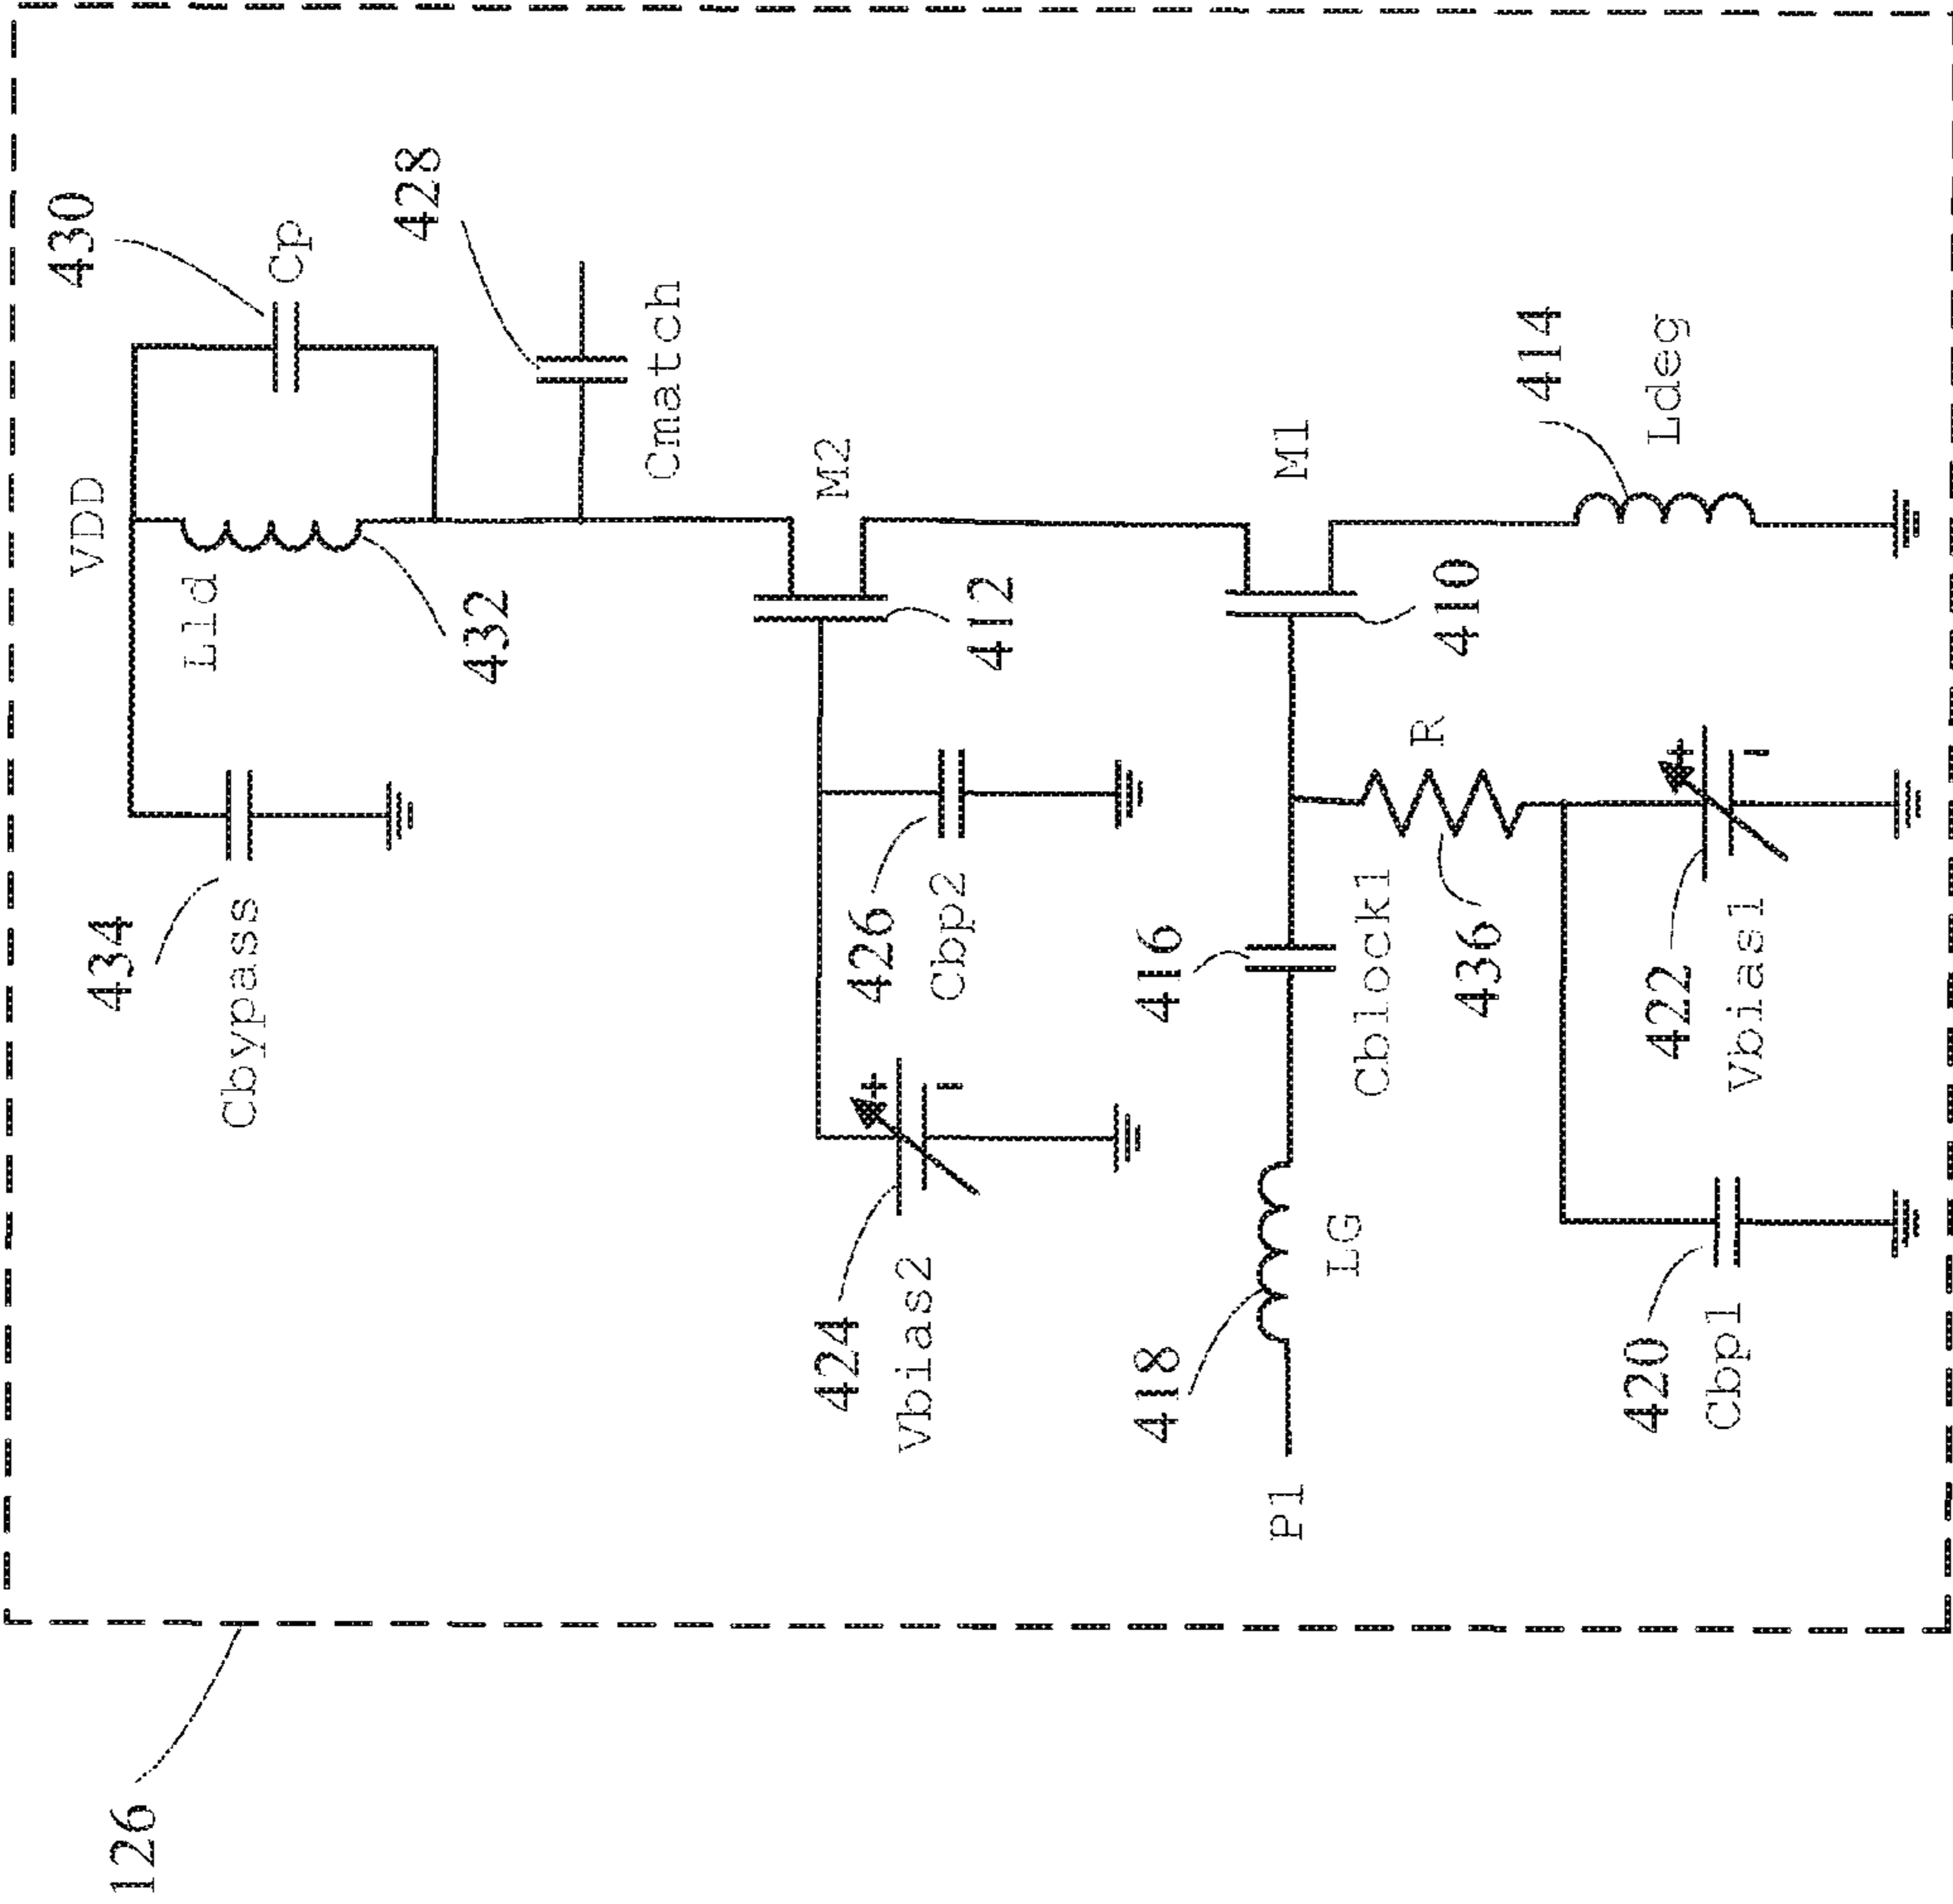 126
430
Cp
428
VDD
Lld
432
Cmatch
434
Cbypass
M2
412
426
Cbp2
424
Vbias2
M1
410
414
Ldeg
416
Cblock1
R
436
418
LG
P1
422
Vbias1
420
Cbp1
+
-
+
-